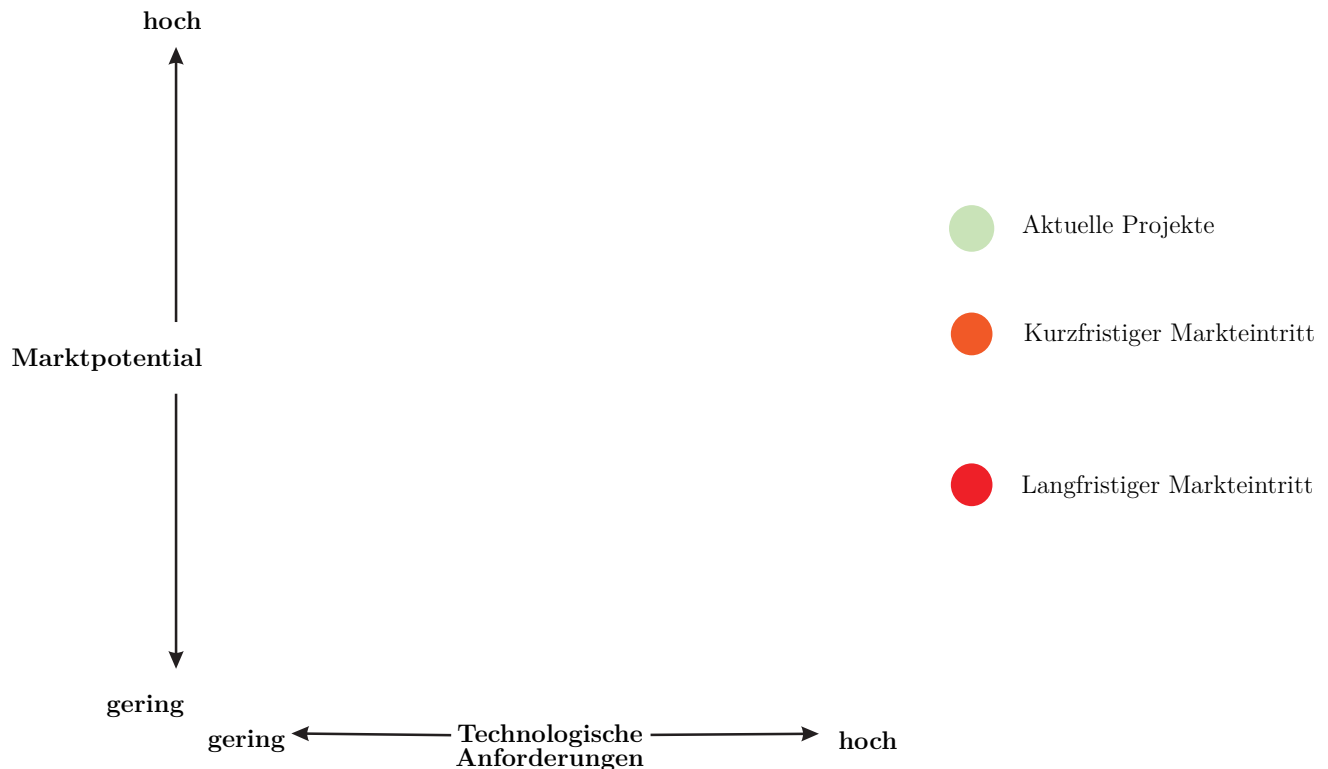 hoch
Aktuelle Projekte
Kurzfristiger Markteintritt
Marktpotential
Langfristiger Markteintritt
gering
gering
Technologische
Anforderungen
hoch